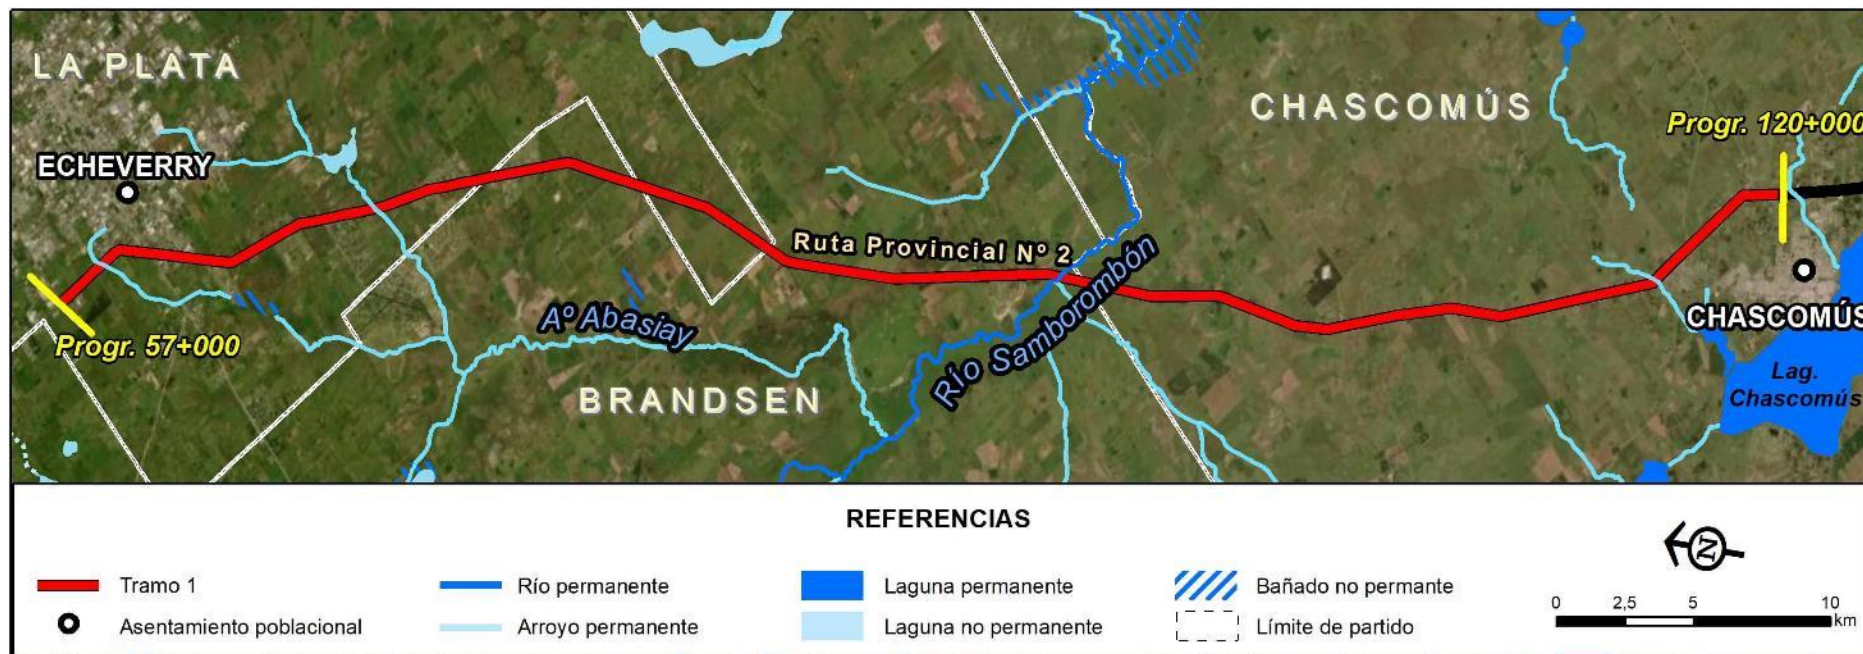 LA PLATA
CHASCOMÚS
Progr. 120+000
ECHEVERRY
Ruta Provincial Nº 2
Río Samborombón
Aº Abasiay
Progr. 57+000
BRANDSEN
CHASCOMÚS
Lag.
Chascomús
REFERENCIAS
N
Tramo 1
Río permanente
Laguna permanente
Bañado no permante
Asentamiento poblacional
Arroyo permanente
Laguna no permanente
Límite de partido
0 2,5 5 10
km